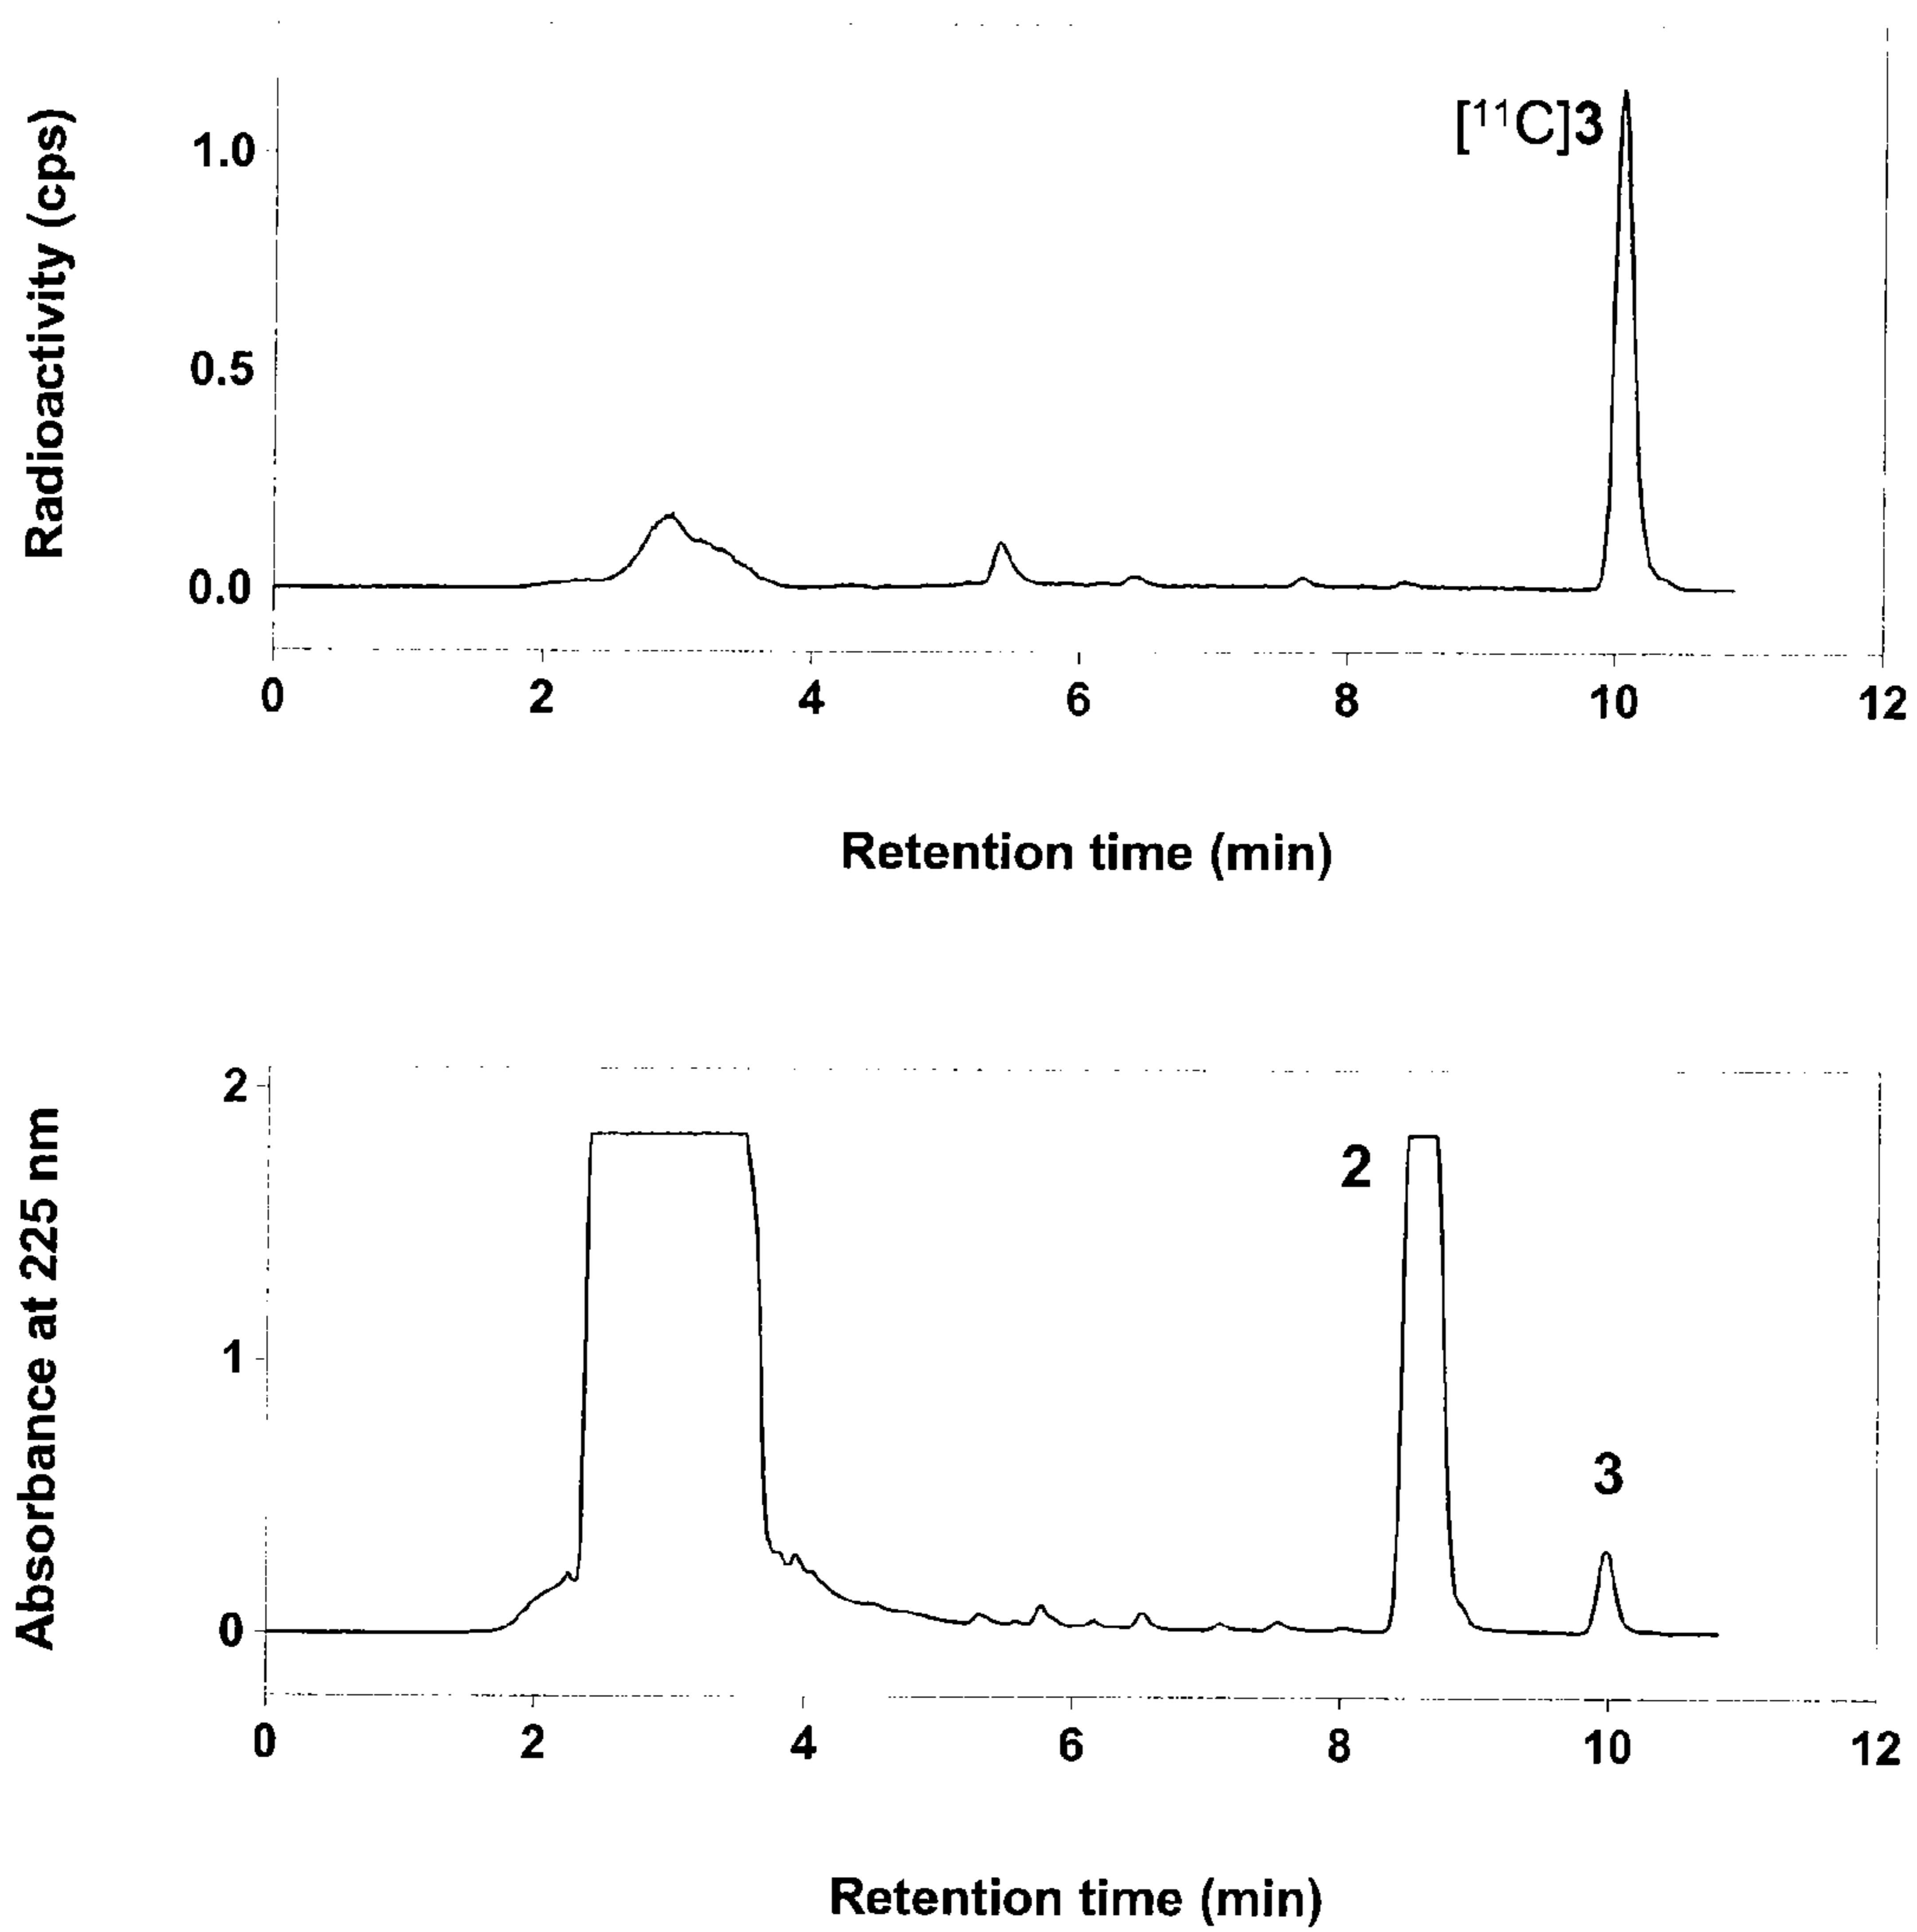 Radioactivity (cps)
[¹¹C]3
1.0
0.5
0.0
0 2 4 6 8 10 12
Retention time (min)
Absorbance at 225 nm
2
2
1
3
0
0 2 4 6 8 10 12
Retention time (min)